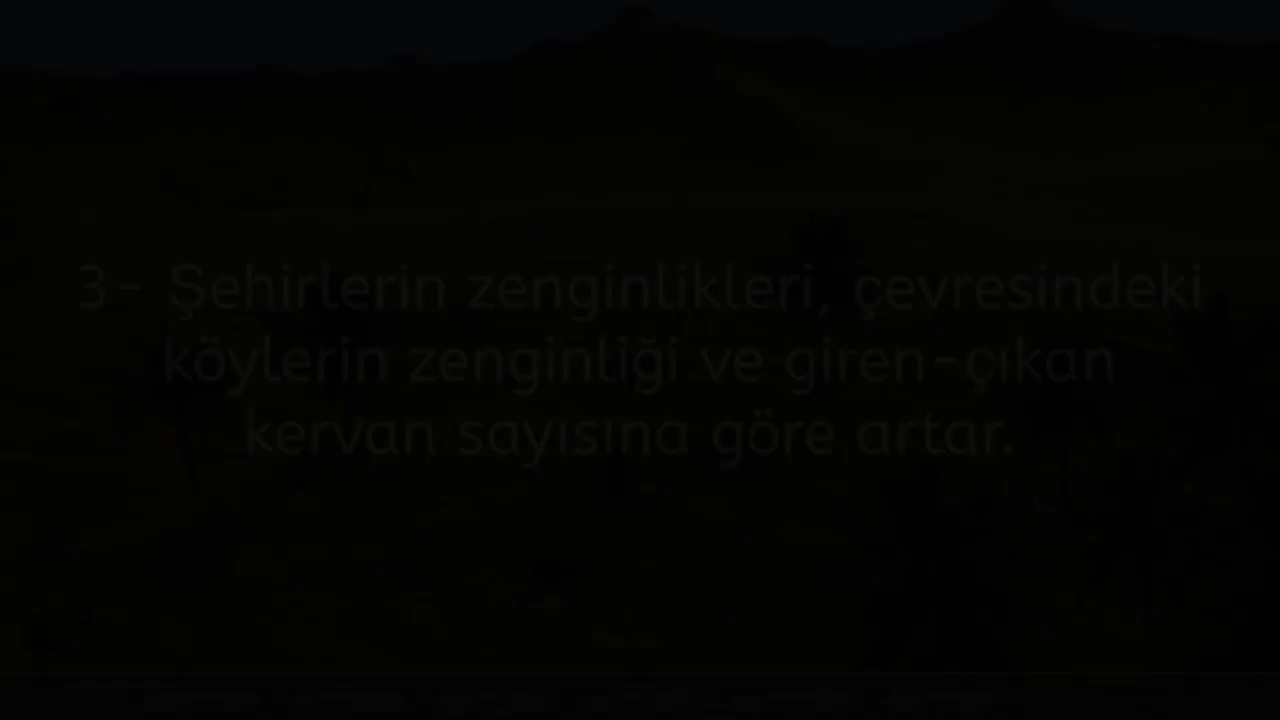 3- Şehirlerin zenginlikleri, çevresindeki
köylerin zenginliği ve giren-çıkan
kervan sayısına göre artar.